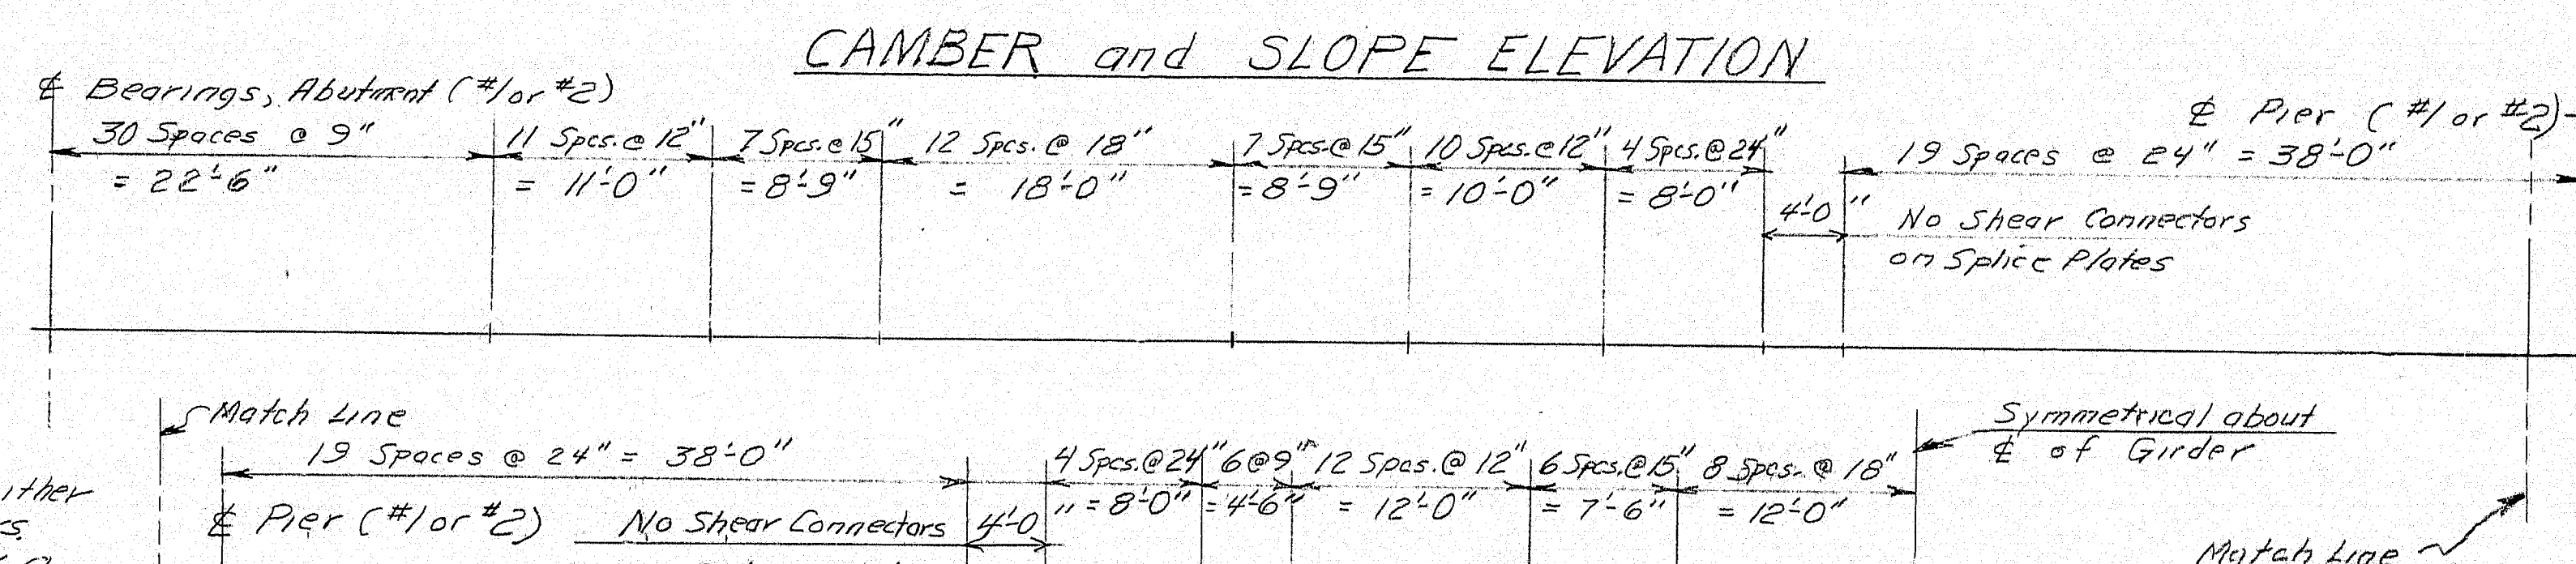 CAMBER and SLOPE ELEVATION
℄ Bearings, Abutment (#1 or #2)
℄ Pier (#1 or #2)
30 Spaces @ 9"
= 22'-6"
11 Spcs. @ 12"
= 11'-0"
7 Spcs. @ 15"
= 8'-9"
12 Spcs. @ 18"
= 18'-0"
7 Spcs. @ 15"
= 8'-9"
10 Spcs. @ 12"
= 10'-0"
4 Spcs. @ 24"
= 8'-0"
4'-0"
19 Spaces @ 24" = 38'-0"
No Shear Connectors
on Splice Plates
Match Line
19 Spaces @ 24" = 38'-0"
℄ Pier (#1 or #2)
No Shear Connectors
4'-0"
4 Spcs. @ 24"
= 8'-0"
6 @ 9"
= 4'-6"
12 Spcs. @ 12"
= 12'-0"
6 Spcs. @ 15"
= 7'-6"
8 Spcs. @ 18"
= 12'-0"
Symmetrical about
℄ of Girder
Match Line